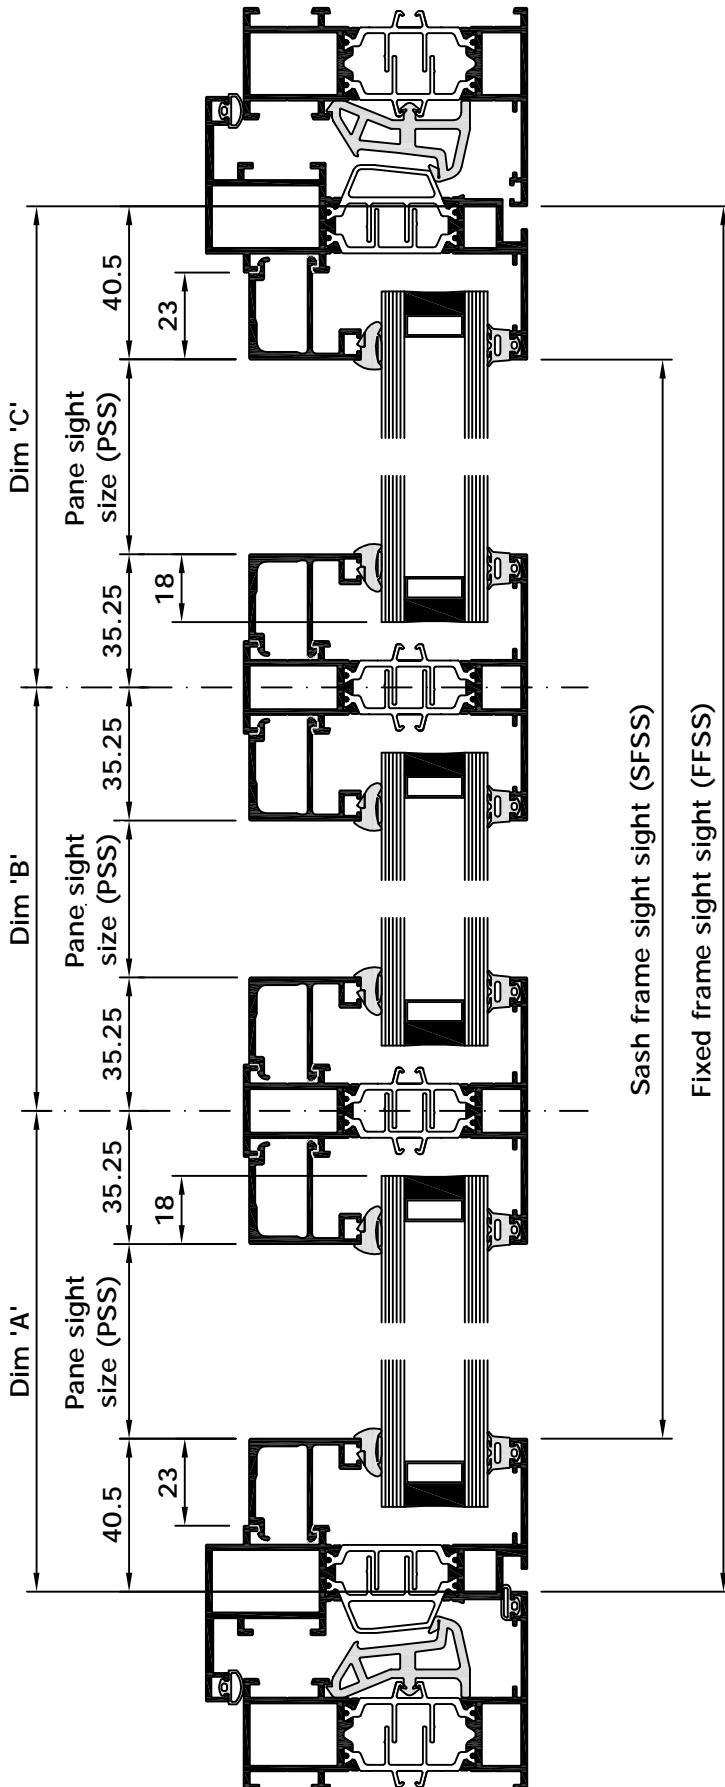 Dim 'C'
40.5
23
Pane sight
size (PSS)
18
35.25
35.25
Dim 'B'
Pane sight
size (PSS)
35.25
35.25
18
Dim 'A'
Pane sight
size (PSS)
23
40.5
Sash frame sight sight (SFSS)
Fixed frame sight sight (FFSS)